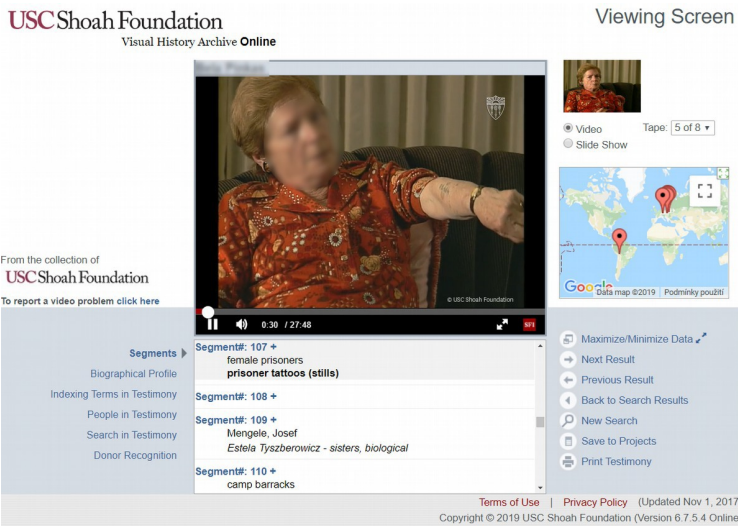 USC Shoah Foundation
Visual History Archive Online
Viewing Screen
Video
Tape: 5 of 8
Slide Show
Google
Data map ©2019 Podmínky použití
From the collection of
USC Shoah Foundation
To report a video problem click here
© USC Shoah Foundation
0:30 / 27:48
SFI
Segments
Biographical Profile
Indexing Terms in Testimony
People in Testimony
Search in Testimony
Donor Recognition
Segment#: 107 +
female prisoners
prisoner tattoos (stills)
Segment#: 108 +
Segment#: 109 +
Mengele, Josef
Estela Tyszberowicz - sisters, biological
Segment#: 110 +
camp barracks
Maximize/Minimize Data
Next Result
Previous Result
Back to Search Results
New Search
Save to Projects
Print Testimony
Terms of Use | Privacy Policy (Updated Nov 1, 2017
Copyright © 2019 USC Shoah Foundation (Version 6.7.5.4 Online